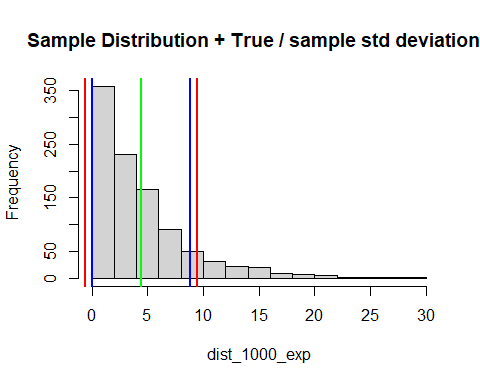 Sample Distribution + True / sample std deviation
Frequency
350
250
150
50
0
0 5 10 15 20 25 30
dist_1000_exp